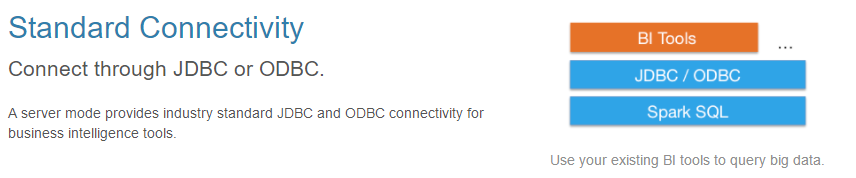 Standard Connectivity
Connect through JDBC or ODBC.
A server mode provides industry standard JDBC and ODBC connectivity for
business intelligence tools.
BI Tools
...
JDBC / ODBC
Spark SQL
Use your existing BI tools to query big data.